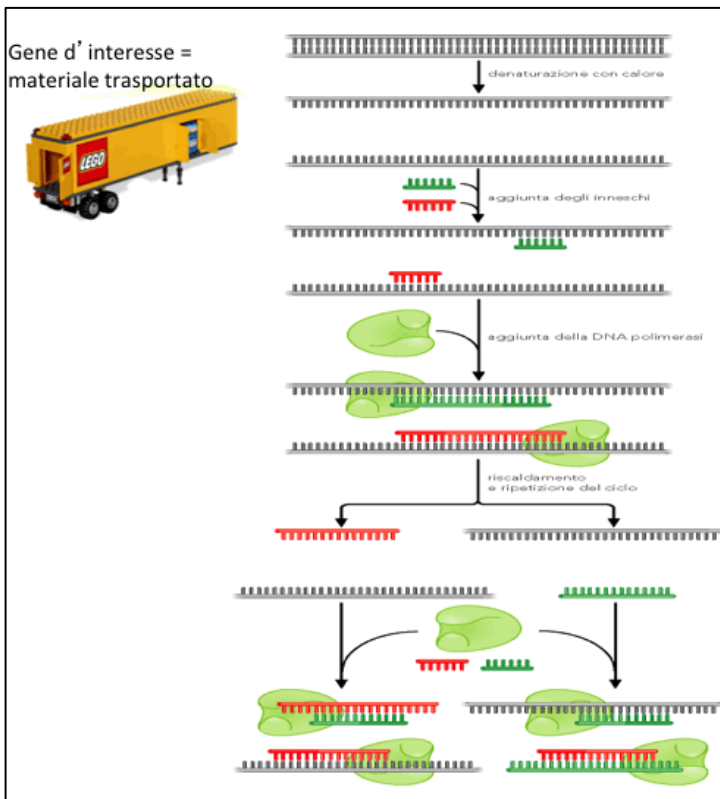 Gene d' interesse =
materiale trasportato
LEGO
LEGO
denaturazione con calore
aggiunta degli inneschi
aggiunta della DNA polimerasi
riscaldamento
e ripetizione del ciclo